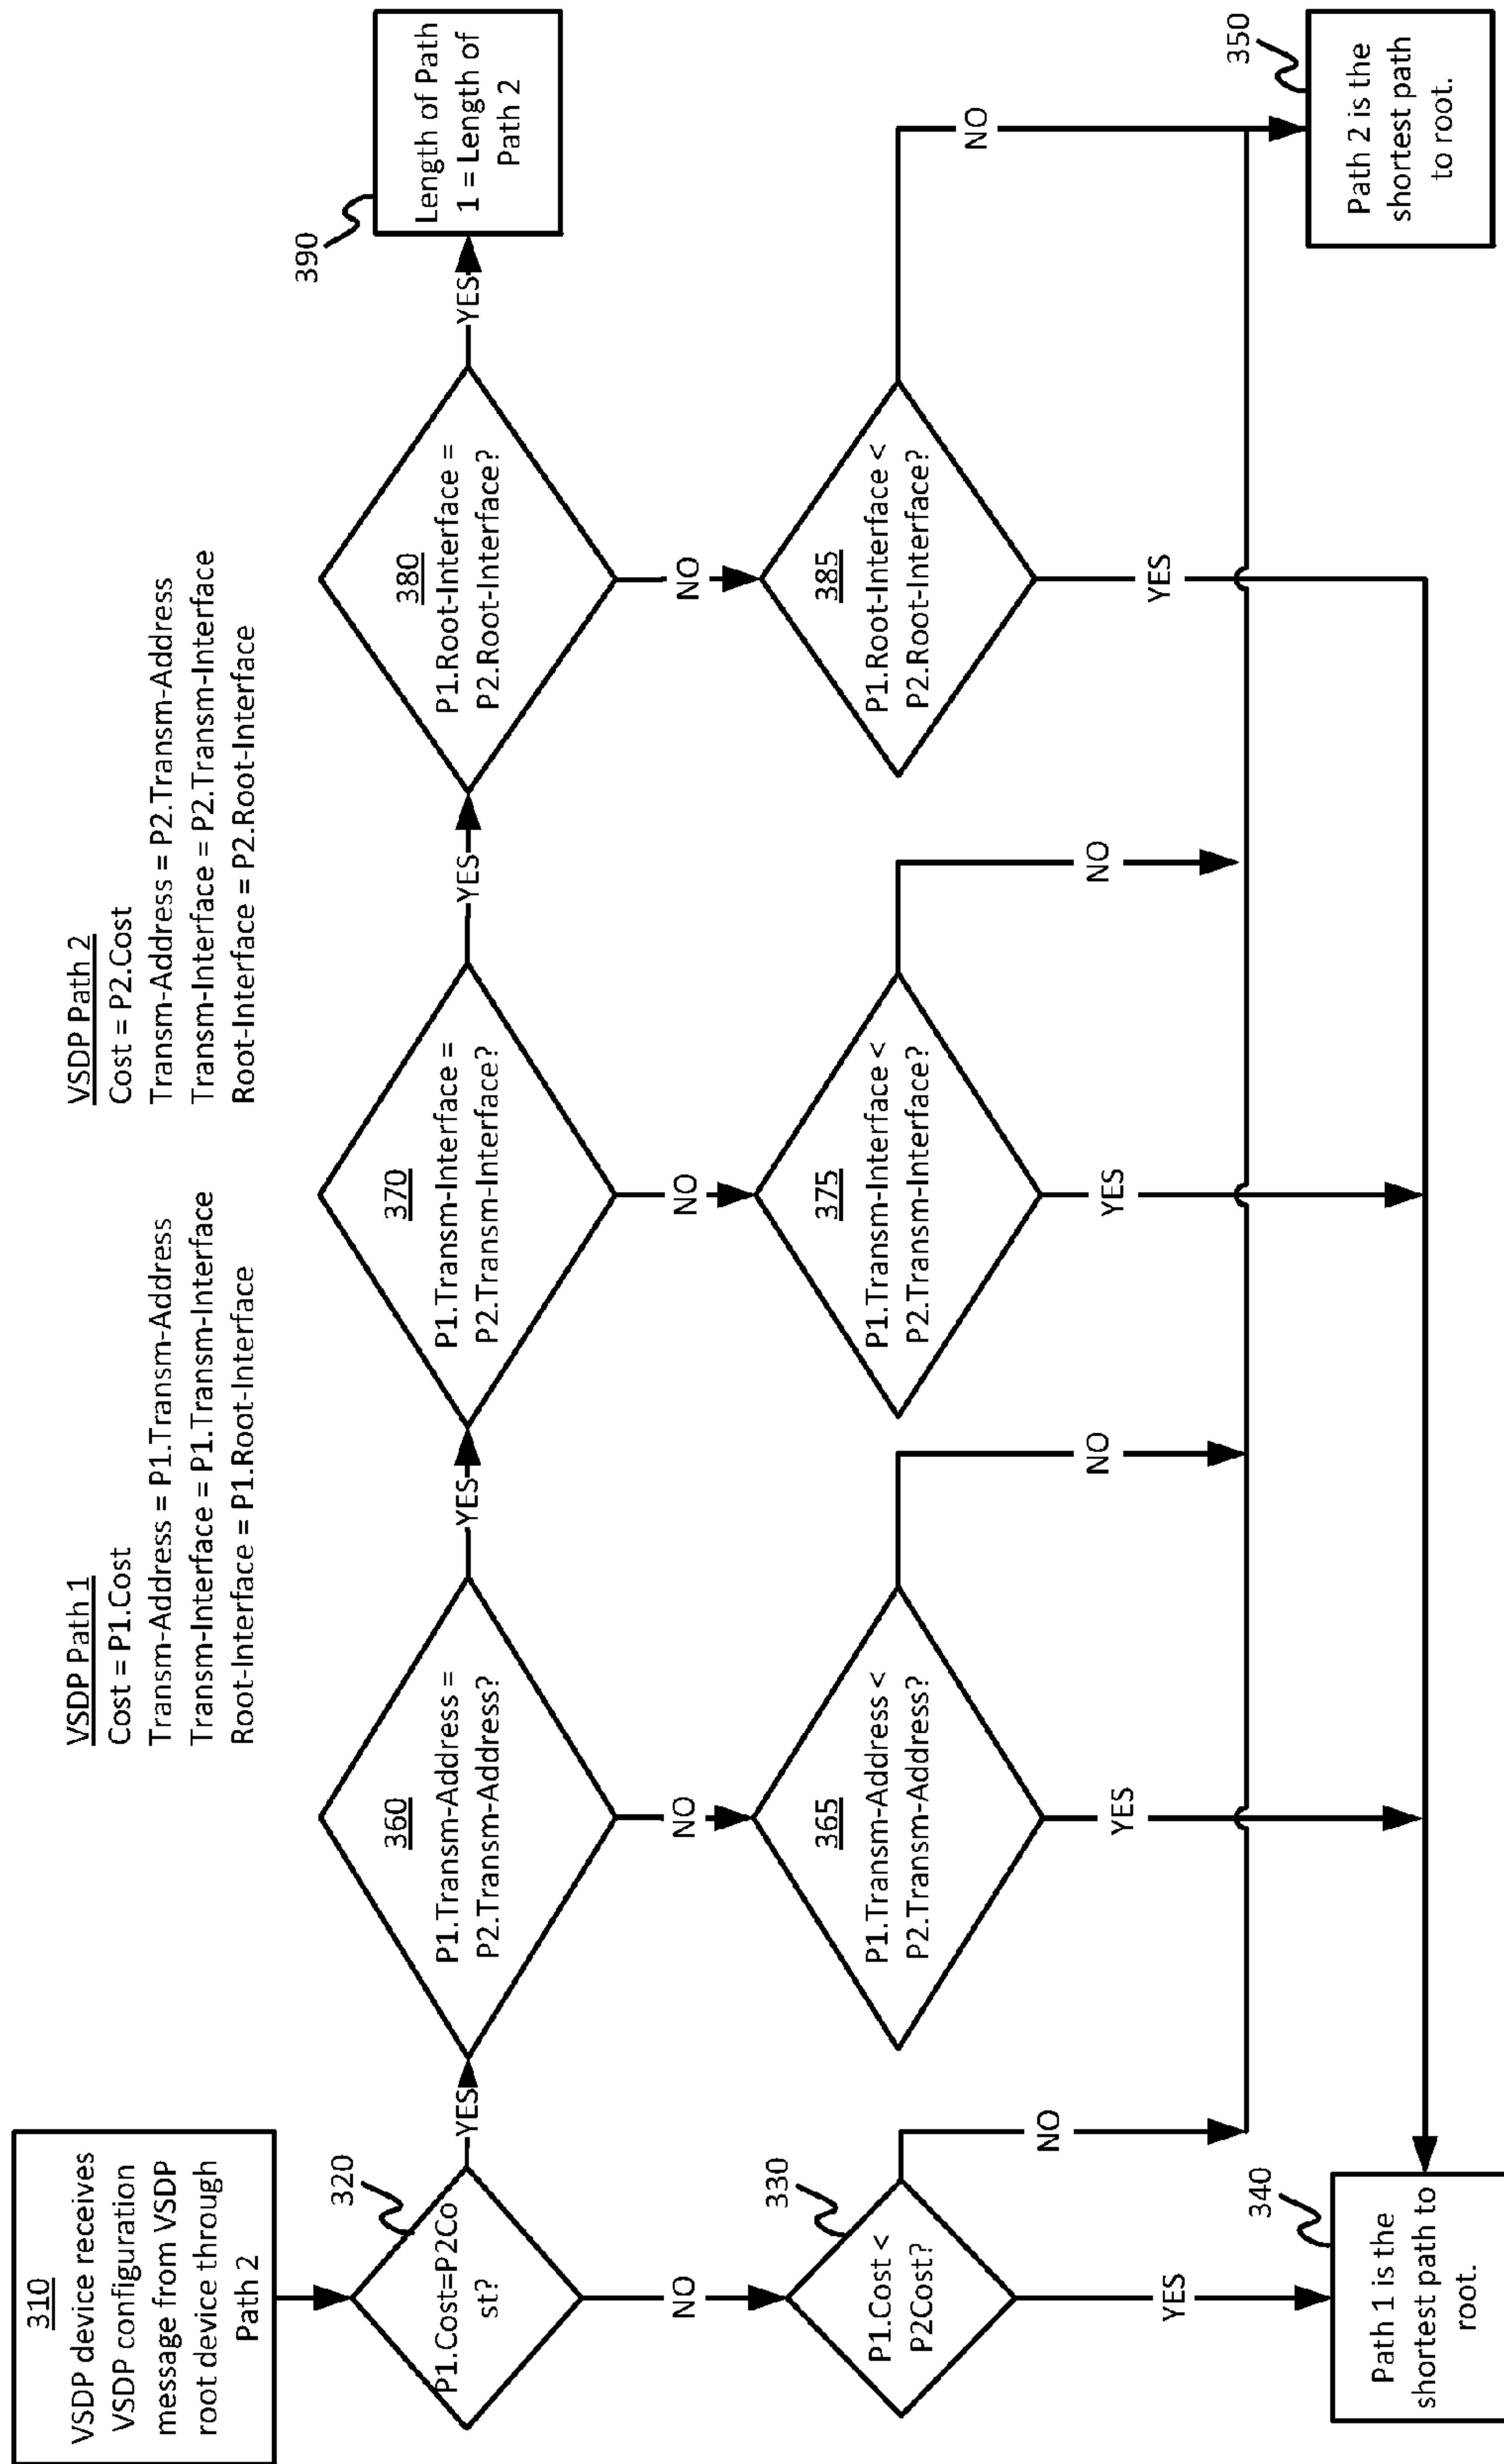 310
VSDP device receives
VSDP configuration
message from VSDP
root device through
Path 2
VSDP Path 1
Cost = P1.Cost
Transm-Address = P1.Transm-Address
Transm-Interface = P1.Transm-Interface
Root-Interface = P1.Root-Interface
VSDP Path 2
Cost = P2.Cost
Transm-Address = P2.Transm-Address
Transm-Interface = P2.Transm-Interface
Root-Interface = P2.Root-Interface
320
P1.Cost=P2Co
st?
YES
360
P1.Transm-Address =
P2.Transm-Address?
YES
370
P1.Transm-Interface =
P2.Transm-Interface?
YES
380
P1.Root-Interface =
P2.Root-Interface?
YES
390
Length of Path
1 = Length of
Path 2
NO
NO
NO
NO
330
P1.Cost <
P2Cost?
365
P1.Transm-Address <
P2.Transm-Address?
375
P1.Transm-Interface <
P2.Transm-Interface?
385
P1.Root-Interface <
P2.Root-Interface?
NO
NO
NO
NO
YES
YES
YES
YES
340
Path 1 is the
shortest path to
root.
350
Path 2 is the
shortest path
to root.